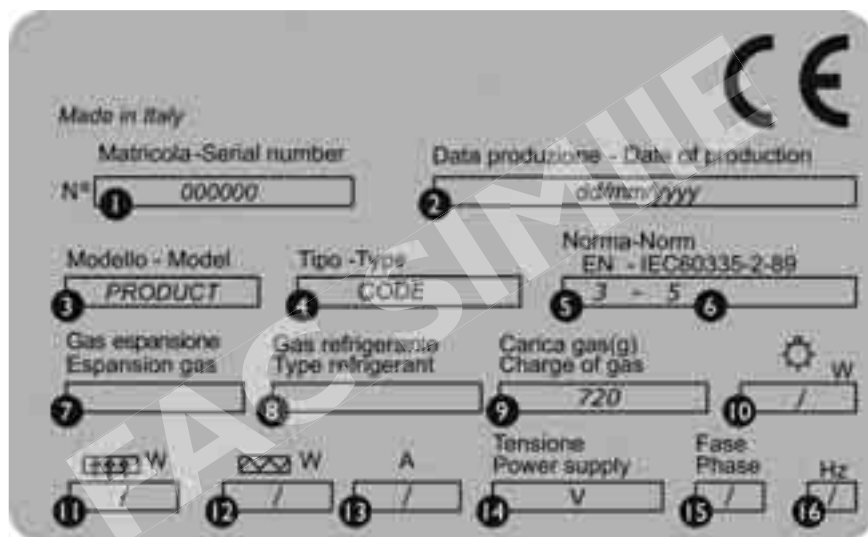 CE
Made in Italy
Matricola-Serial number
Data produzione - Date of production
N° 1 000000
2 dd/mm/yyyy
Modello - Model
Tipo -Type
Norma-Norm
EN - IEC60335-2-89
3 PRODUCT
4 CODE
5 3 - 5 6
Gas espansione
Espansion gas
Gas refrigerante
Type refrigerant
Carica gas(g)
Charge of gas
W
7
8
9 720
10 /
W
W
A
Tensione
Power supply
Fase
Phase
Hz
11 /
12 /
13 /
14 V
15 /
16 /
FAC SIMILE